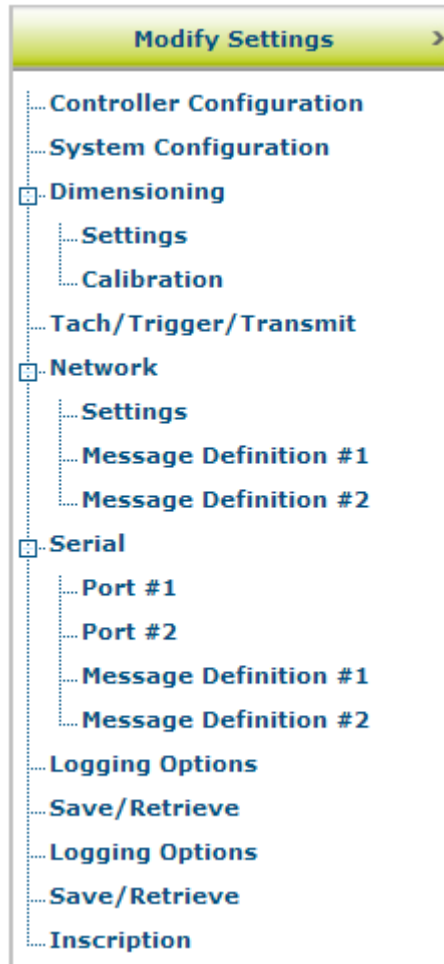 Modify Settings
Controller Configuration
System Configuration
Dimensioning
Settings
Calibration
Tach/Trigger/Transmit
Network
Settings
Message Definition #1
Message Definition #2
Serial
Port #1
Port #2
Message Definition #1
Message Definition #2
Logging Options
Save/Retrieve
Logging Options
Save/Retrieve
Inscription